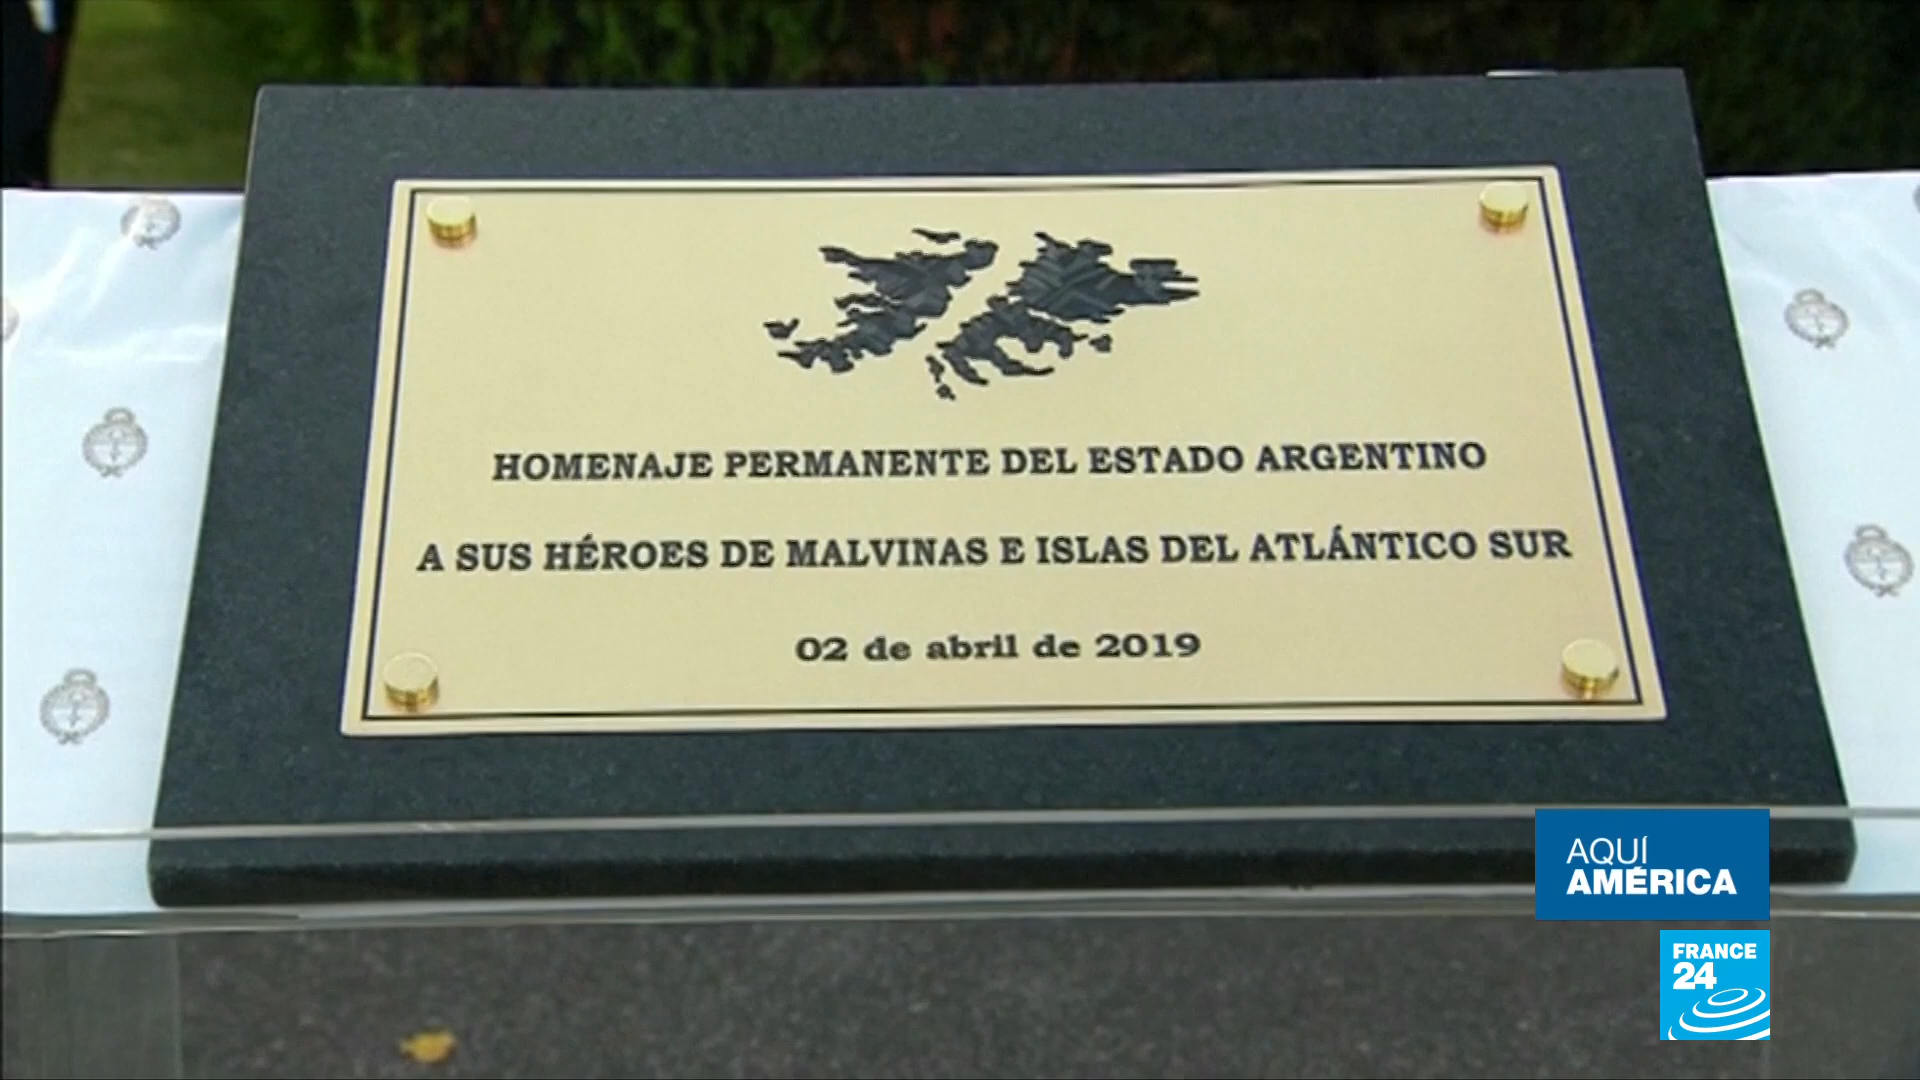 HOMENAJE PERMANENTE DEL ESTADO ARGENTINO
A SUS HÉROES DE MALVINAS E ISLAS DEL ATLÁNTICO SUR
02 de abril de 2019
AQUÍ
AMÉRICA
FRANCE
24